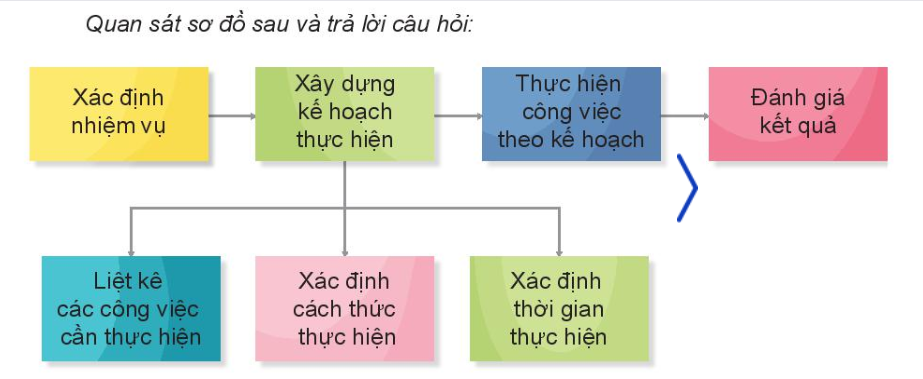 Quan sát sơ đồ sau và trả lời câu hỏi:
Xác định
nhiệm vụ
Xây dựng
kế hoạch
thực hiện
Thực hiện
công việc
theo kế hoạch
Đánh giá
kết quả
Liệt kê
các công việc
cần thực hiện
Xác định
cách thức
thực hiện
Xác định
thời gian
thực hiện